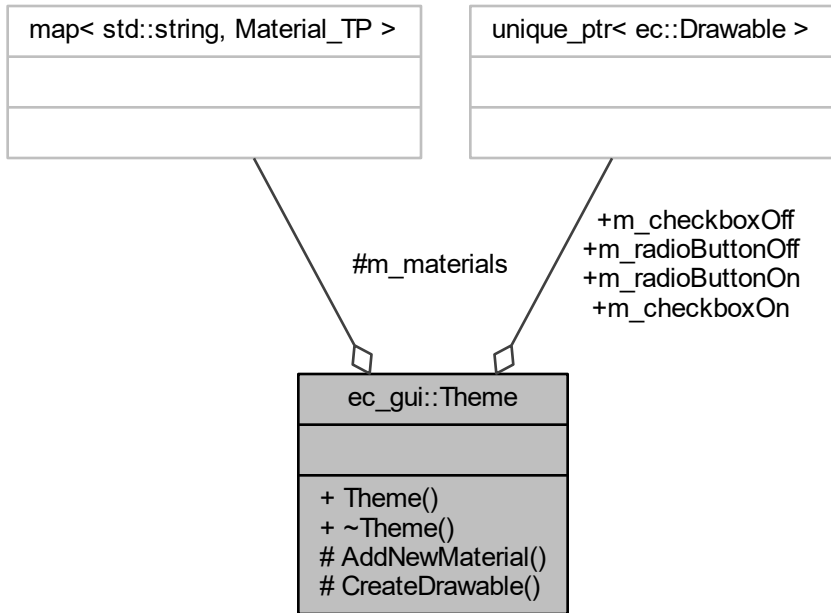 map< std::string, Material_TP >
unique_ptr< ec::Drawable >
#m_materials
+m_checkboxOff
+m_radioButtonOff
+m_radioButtonOn
+m_checkboxOn
ec_gui::Theme
+ Theme()
+ ~Theme()
# AddNewMaterial()
# CreateDrawable()